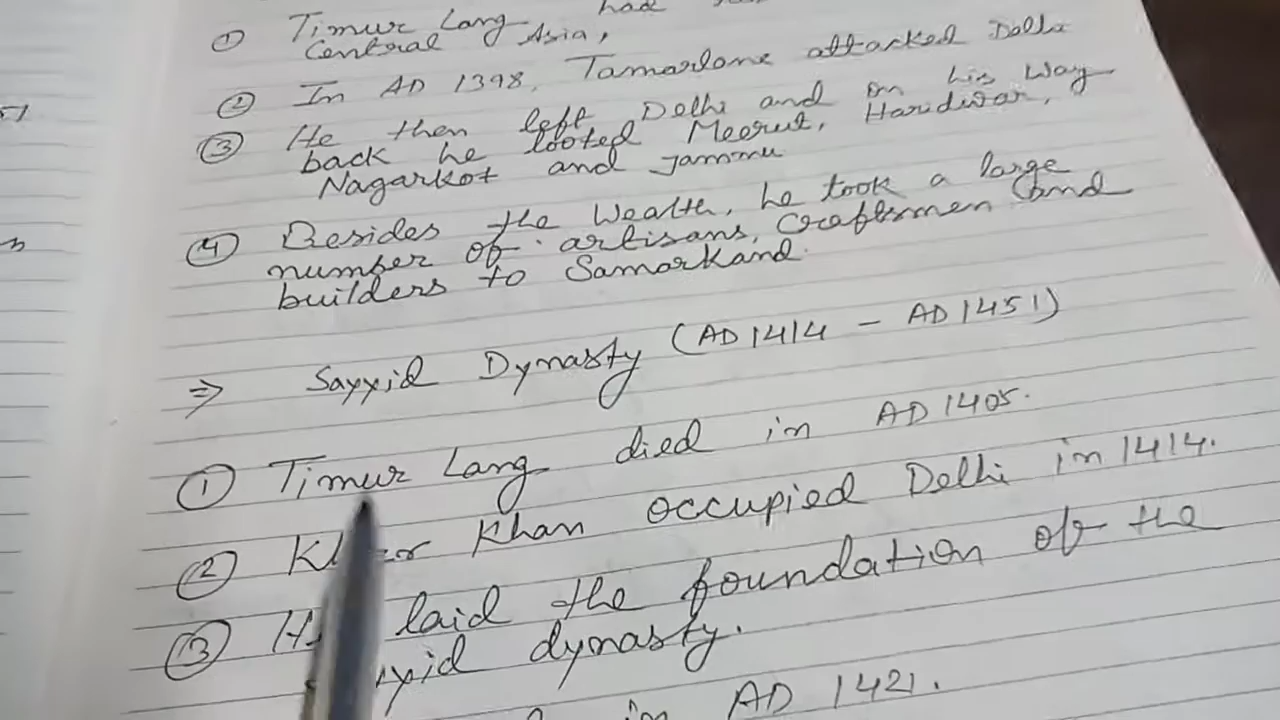 ① Timur Lang had
Central Asia,
② In AD 1398, Tamarlane attacked Delhi
③ He then left Delhi and on his way
back he looted Meerut, Haridwar,
Nagarkot and Jammu
④ Besides the Wealth, he took a large
number of artisans, Craftsmen and
builders to Samarkand.
⇒ Sayyid Dynasty (AD 1414 - AD 1451)
① Timur Lang died in AD 1405.
② Khan occupied Delhi in 1414.
③ laid the foundation of the
dynasty.
in AD 1421.